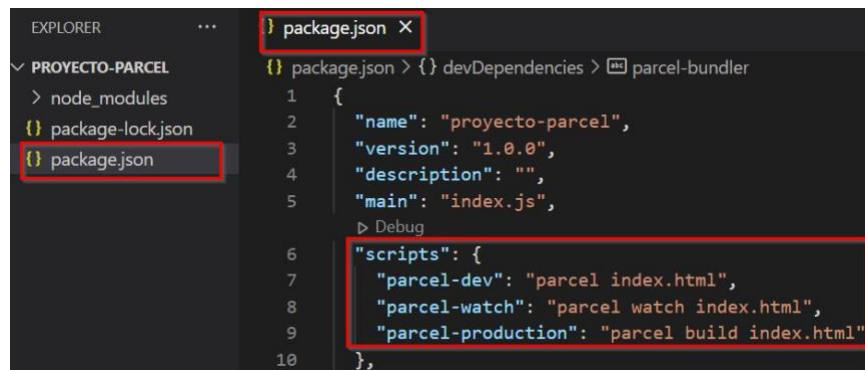 EXPLORER ...
PROYECTO-PARCEL
node_modules
{} package-lock.json
{} package.json
{} package.json ×
{} package.json > {} devDependencies > abc parcel-bundler
1 {
2 "name": "proyecto-parcel",
3 "version": "1.0.0",
4 "description": "",
5 "main": "index.js",
Debug
6 "scripts": {
7 "parcel-dev": "parcel index.html",
8 "parcel-watch": "parcel watch index.html",
9 "parcel-production": "parcel build index.html"
10 },